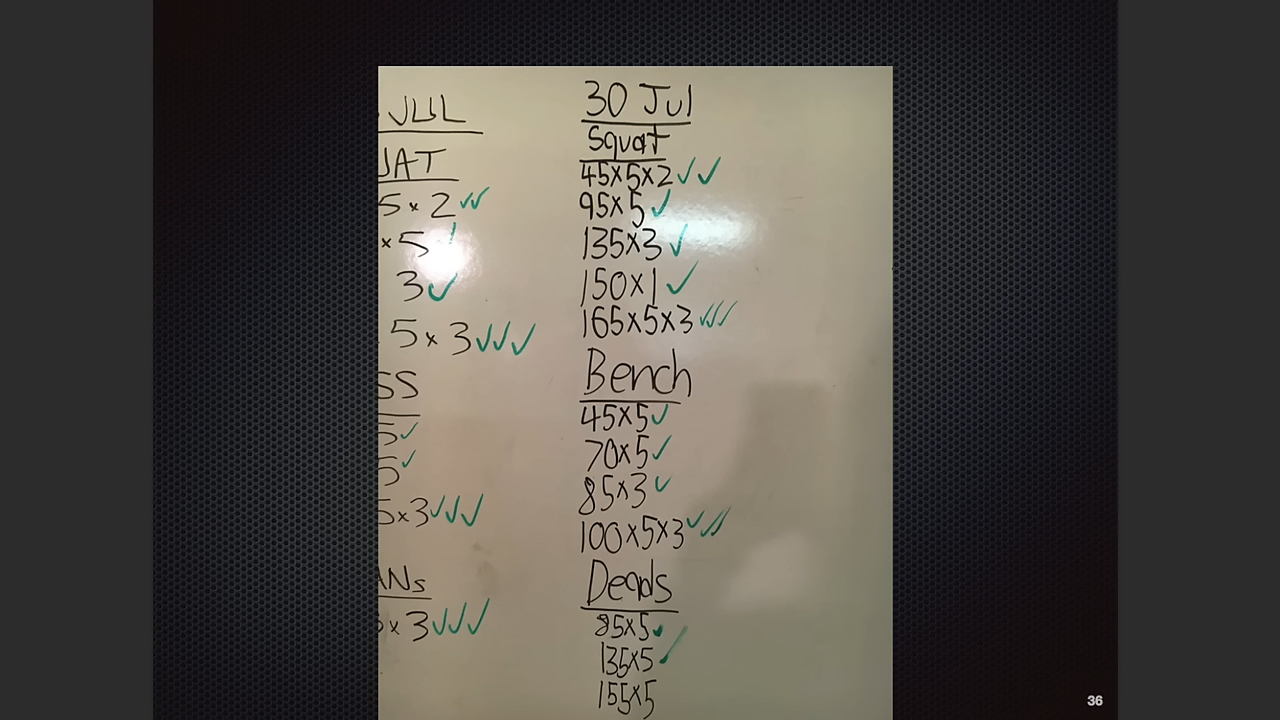 JUL
UAT
5 × 2 ✓✓
× 5 ✓
3 ✓
5 × 3 ✓✓✓
SS
5 ✓
5 ✓
5×3 ✓✓✓
ANs
× 3 ✓✓✓
30 Jul
Squat
45×5×2 ✓✓
95×5 ✓
135×3 ✓
150×1 ✓
165×5×3 ✓✓✓
Bench
45×5 ✓
70×5 ✓
85×3 ✓
100×5×3 ✓✓✓
Deads
85×5 ✓
135×5 ✓
155×5
36